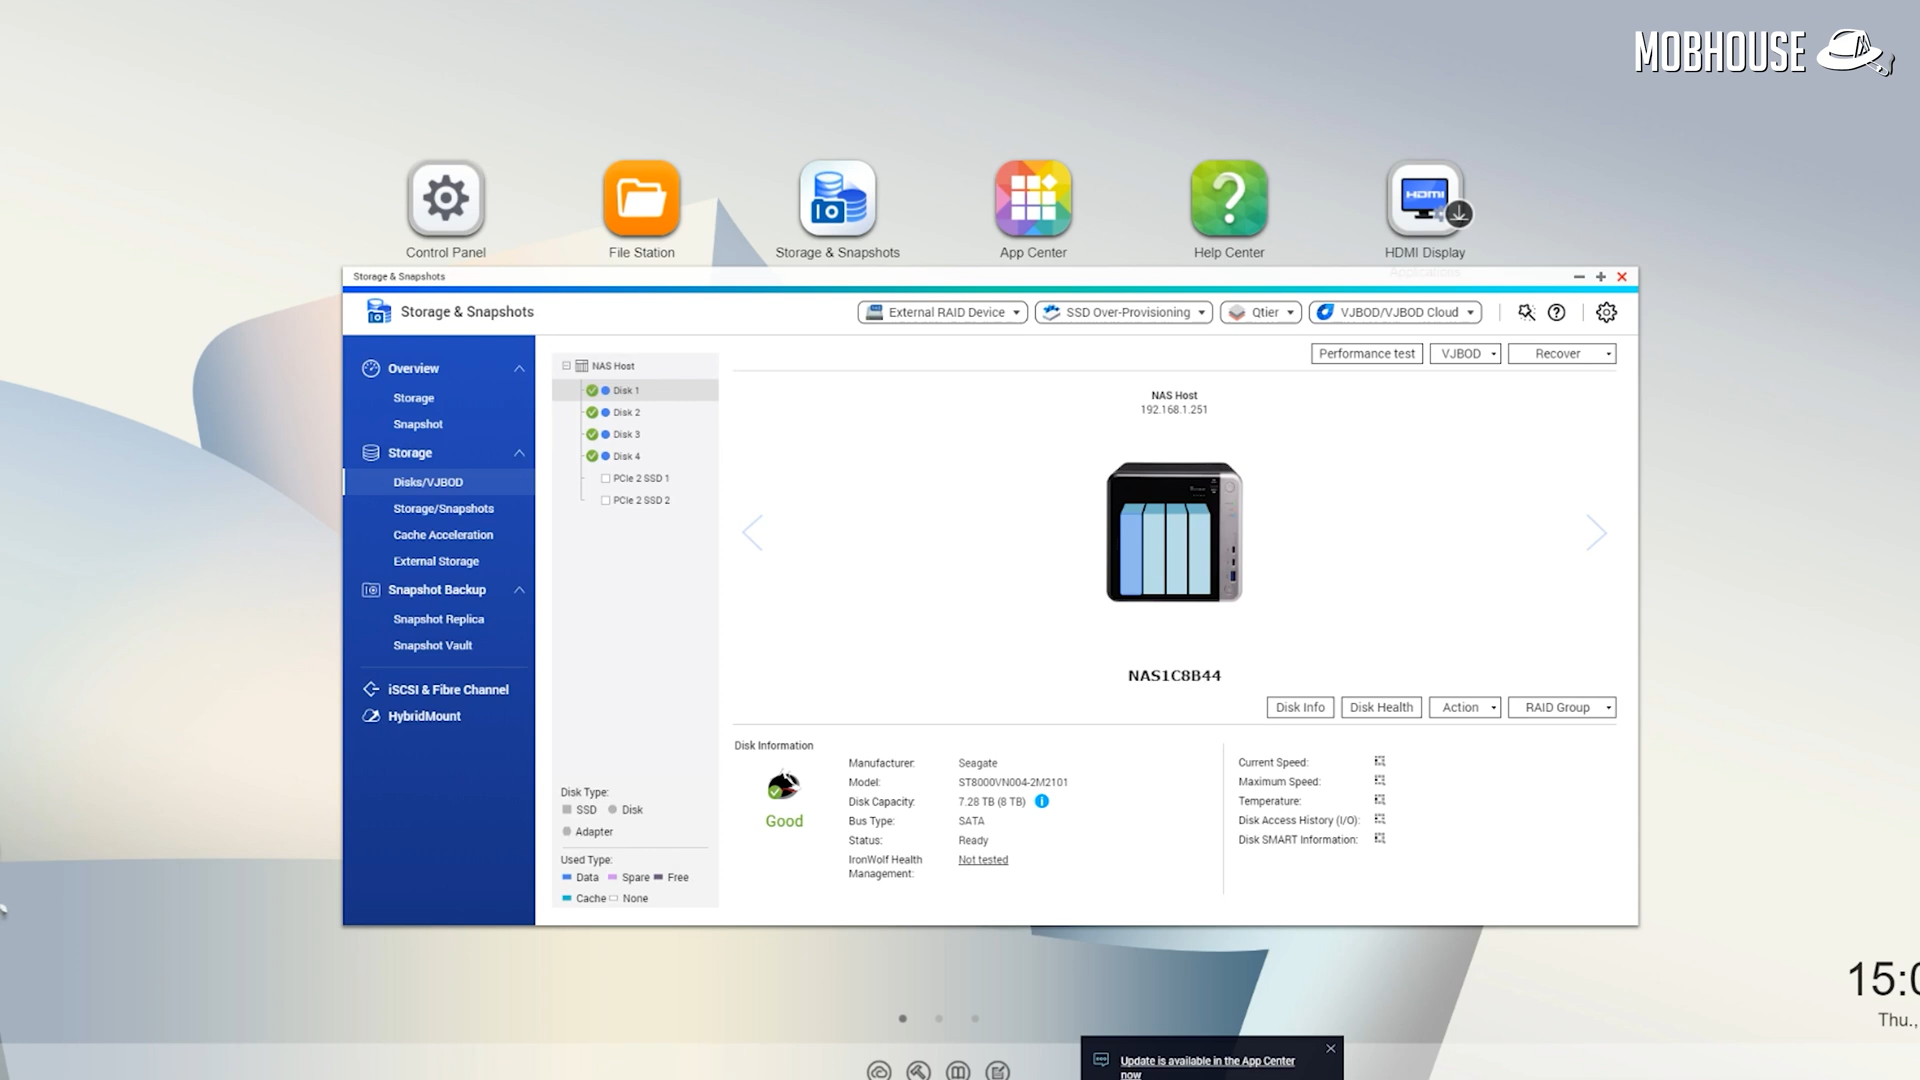 MOBHOUSE
Control Panel
File Station
Storage & Snapshots
App Center
Help Center
HDMI
HDMI Display
Applications
Storage & Snapshots
Storage & Snapshots
External RAID Device
SSD Over-Provisioning
Qtier
VJBOD/VJBOD Cloud
Performance test
VJBOD
Recover
Overview
Storage
Snapshot
Storage
Disks/VJBOD
Storage/Snapshots
Cache Acceleration
External Storage
Snapshot Backup
Snapshot Replica
Snapshot Vault
iSCSI & Fibre Channel
HybridMount
NAS Host
Disk 1
Disk 2
Disk 3
Disk 4
PCIe 2 SSD 1
PCIe 2 SSD 2
Disk Type:
SSD
Disk
Adapter
Used Type:
Data
Spare
Free
Cache
None
NAS Host
192.168.1.251
NAS1C8B44
Disk Info
Disk Health
Action
RAID Group
Disk Information
Good
Manufacturer: Seagate
Model: ST8000VN004-2M2101
Disk Capacity: 7.28 TB (8 TB)
Bus Type: SATA
Status: Ready
IronWolf Health Not tested
Management:
Current Speed:
Maximum Speed:
Temperature:
Disk Access History (I/O):
Disk SMART Information:
15:0
Thu.,
Update is available in the App Center
now